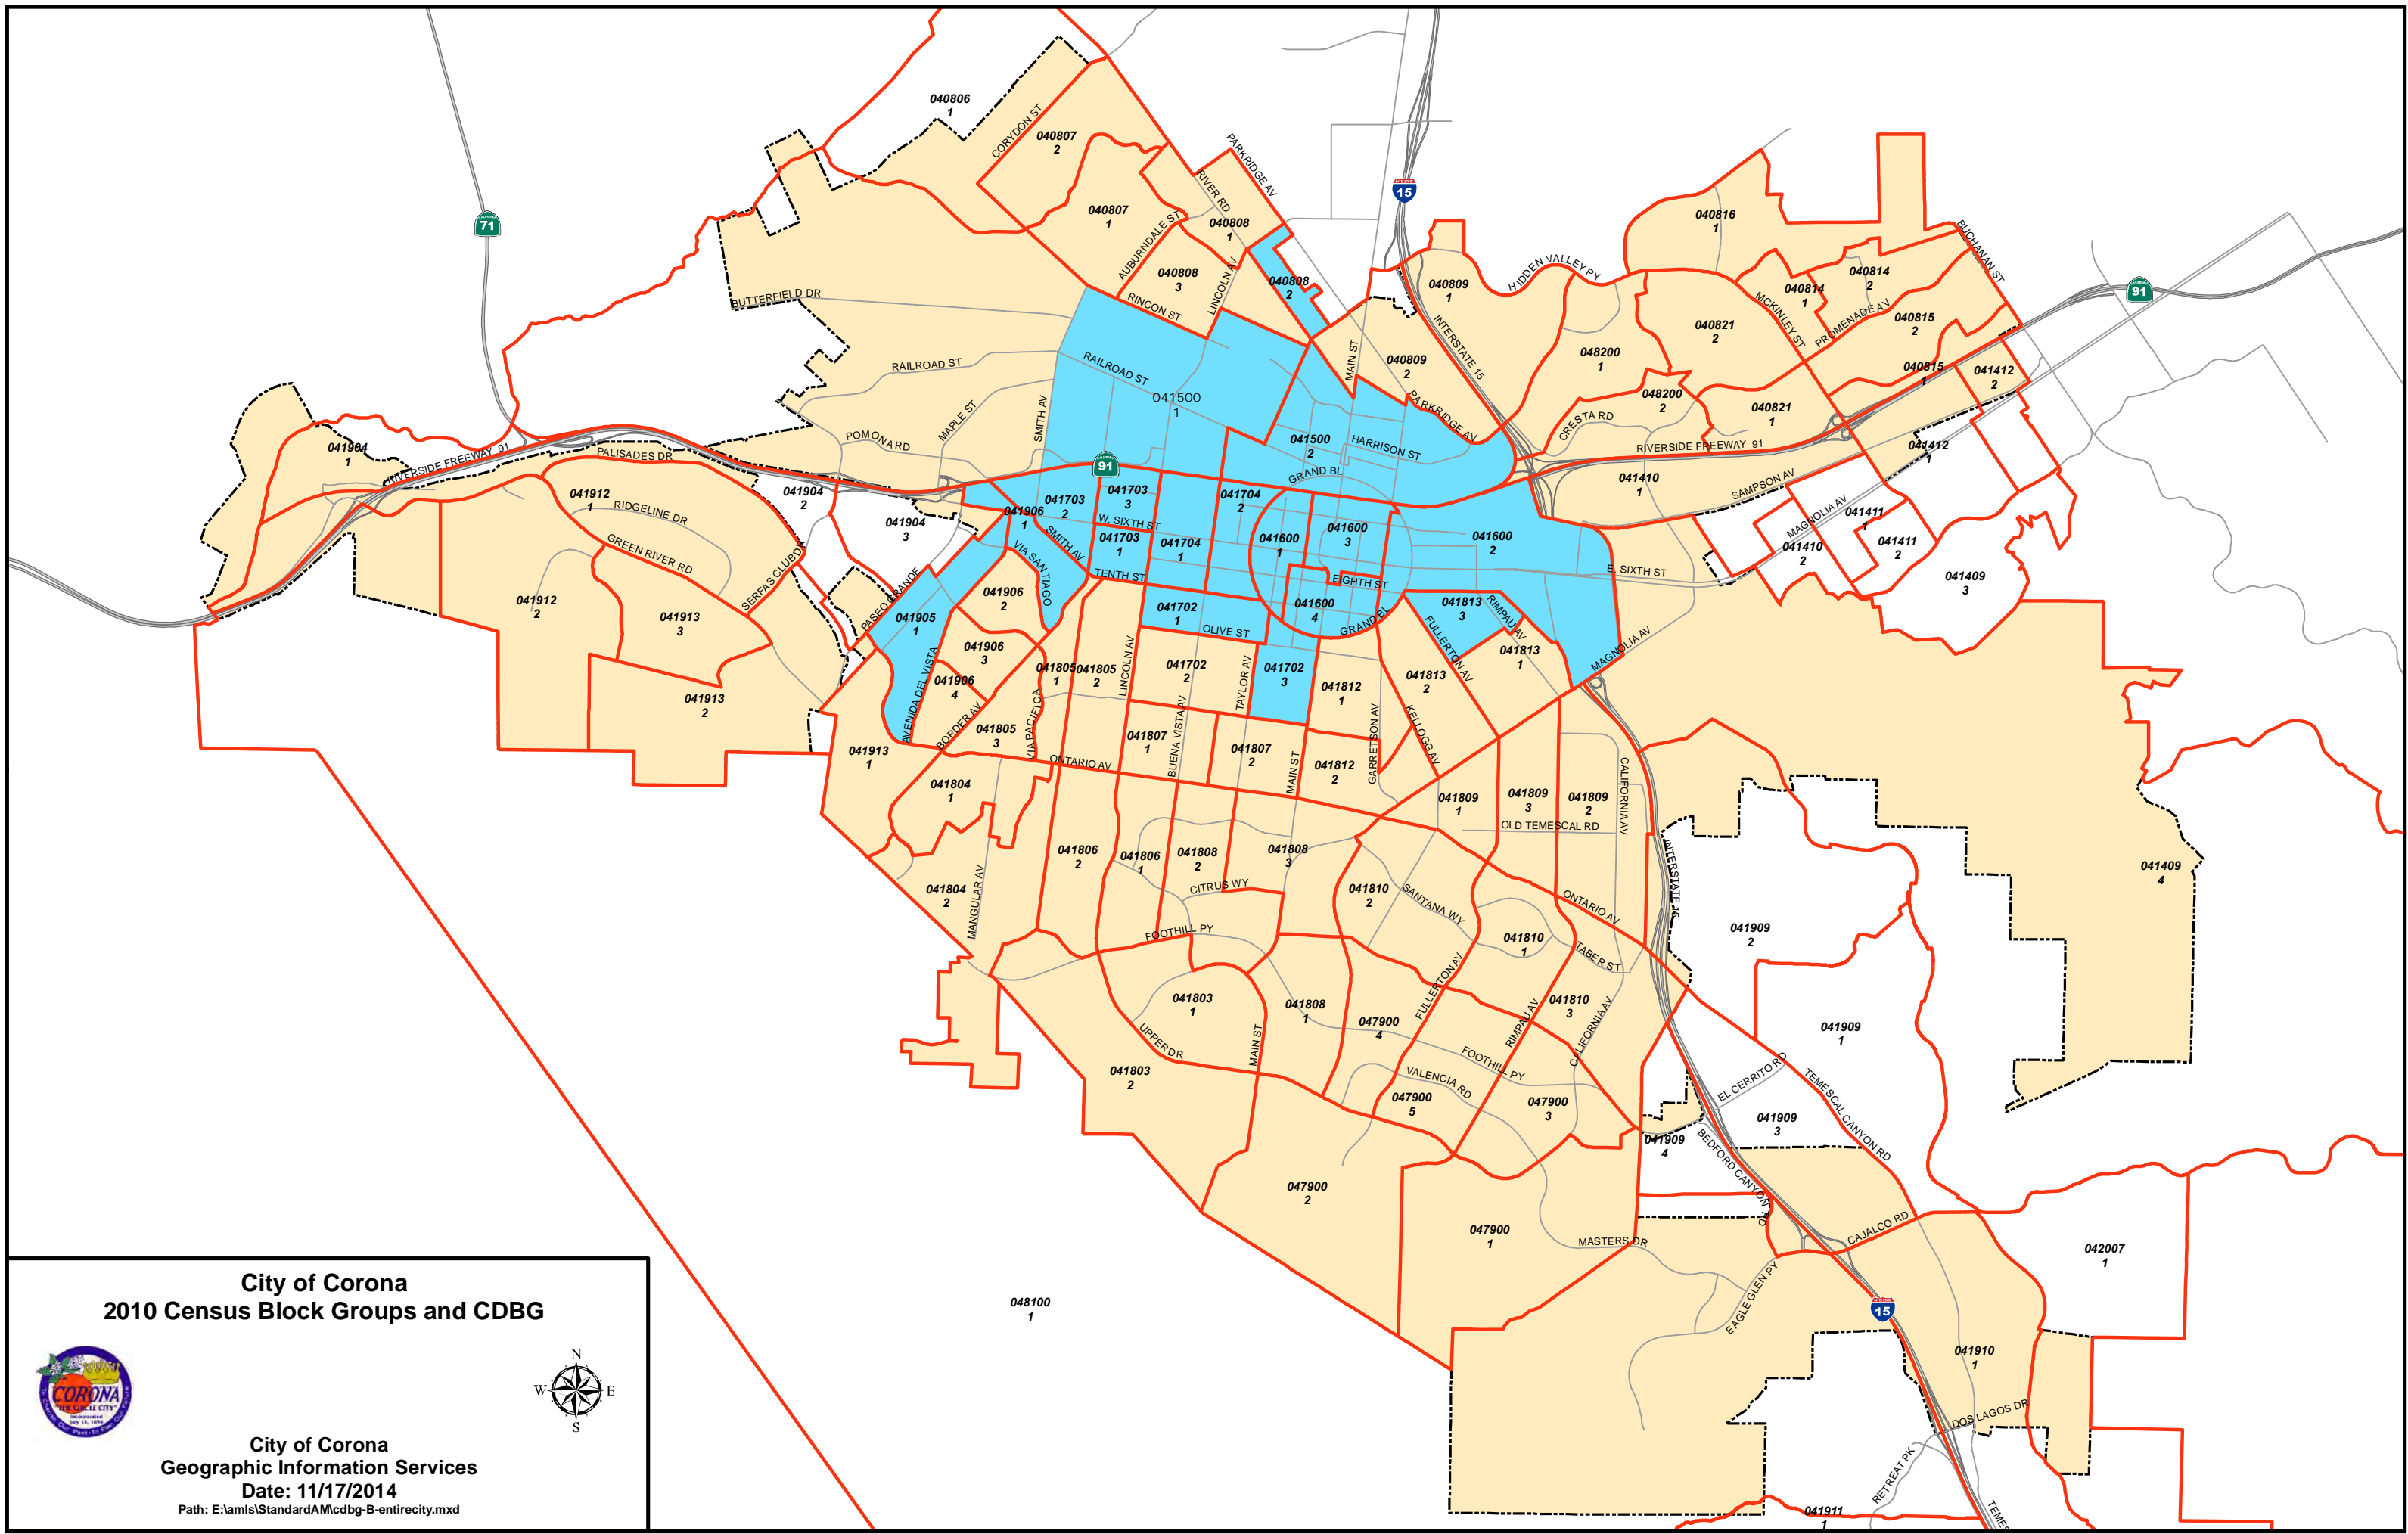 040806
1
CORYDON ST
040807
2
PARKRIDGE AV
71
15
RIVER RD
040807
1
040808
1
AUBURNDALE ST
040816
1
BUCHANAN ST
040808
3
LINCOLN AV
040808
2
HIDDEN VALLEY PY
040809
1
040814
2
040814
1
91
BUTTERFIELD DR
RINCON ST
MCKINLEY ST
PROMENADE AV
040815
2
040821
2
INTERSTATE 15
MAIN ST
040809
2
048200
1
RAILROAD ST
RAILROAD ST
040815
1
041412
2
041500
1
048200
2
PARKRIDGE AV
040821
1
CRESTA RD
MAPLE ST
SMITH AV
POMONA RD
041500
2
HARRISON ST
RIVERSIDE FREEWAY 91
041412
1
041904
1
RIVERSIDE FREEWAY 91
PALISADES DR
91
GRAND BL
041410
1
SAMPSON AV
041912
1
RIDGELINE DR
041904
2
041904
3
041906
1
041703
2
041703
3
W. SIXTH ST
041704
2
041600
3
041600
2
MAGNOLIA AV
041411
1
GREEN RIVER RD
SERFAS CLUB DR
SMITH AV
VIA SANTIAGO
041703
1
041704
1
041600
1
041410
2
041411
2
TENTH ST
EIGHTH ST
E. SIXTH ST
041409
3
041912
2
041913
3
PASEO GRANDE
041905
1
041906
2
041702
1
041600
4
GRAND BL
041813
3
RIMPAU AV
OLIVE ST
FULLERTON AV
041813
1
MAGNOLIA AV
041913
2
AVENIDA DEL VISTA
041906
3
041906
4
BORDER AV
041805
1
041805
2
LINCOLN AV
041702
2
TAYLOR AV
041702
3
041812
1
041813
2
VIA PACIFICA
041805
3
041913
1
ONTARIO AV
041807
1
BUENA VISTA AV
041807
2
MAIN ST
041812
2
GARRETSON AV
KELLOGG AV
041804
1
041809
1
041809
3
041809
2
CALIFORNIA AV
OLD TEMESCAL RD
041806
2
041806
1
041808
2
041808
3
INTERSTATE 15
041409
4
041804
2
MANGULAR AV
CITRUS WY
041810
2
SANTANA WY
ONTARIO AV
FOOTHILL PY
041810
1
TABER ST
041909
2
FULLERTON AV
041803
1
041808
1
047900
4
RIMPAU AV
041810
3
CALIFORNIA AV
041909
1
UPPER DR
MAIN ST
FOOTHILL PY
041803
2
VALENCIA RD
047900
5
047900
3
EL CERRITO RD
TEMESCAL CANYON RD
041909
3
041909
4
BEDFORD CANYON RD
047900
2
047900
1
MASTERS DR
CAJALCO RD
042007
1
EAGLE GLEN PY
15
048100
1
041910
1
DOS LAGOS DR
RETREAT PK
041911
1
TEMES
City of Corona
2010 Census Block Groups and CDBG
CORONA
"THE CIRCLE CITY"
Incorporated
July 13, 1896
N
W
E
S
City of Corona
Geographic Information Services
Date: 11/17/2014
Path: E:\amls\StandardAM\cdbg-B-entirecity.mxd